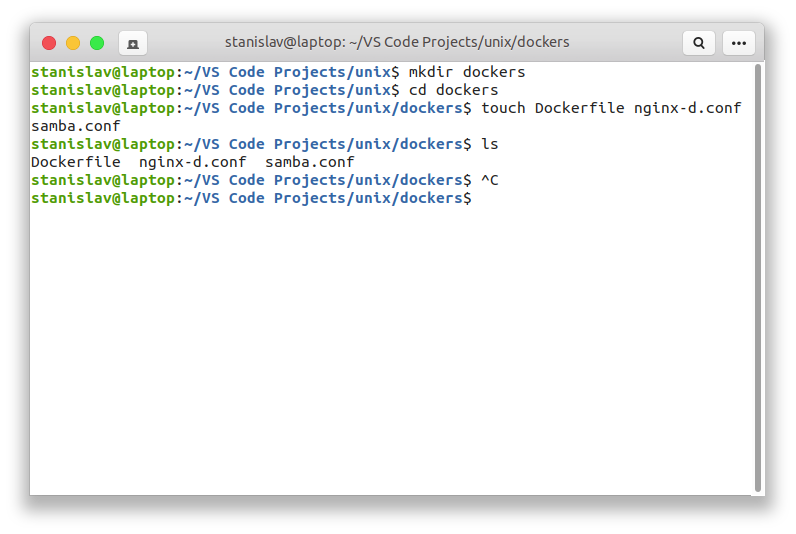 stanislav@laptop: ~/VS Code Projects/unix/dockers
stanislav@laptop:~/VS Code Projects/unix$ mkdir dockers
stanislav@laptop:~/VS Code Projects/unix$ cd dockers
stanislav@laptop:~/VS Code Projects/unix/dockers$ touch Dockerfile nginx-d.conf
samba.conf
stanislav@laptop:~/VS Code Projects/unix/dockers$ ls
Dockerfile  nginx-d.conf  samba.conf
stanislav@laptop:~/VS Code Projects/unix/dockers$ ^C
stanislav@laptop:~/VS Code Projects/unix/dockers$